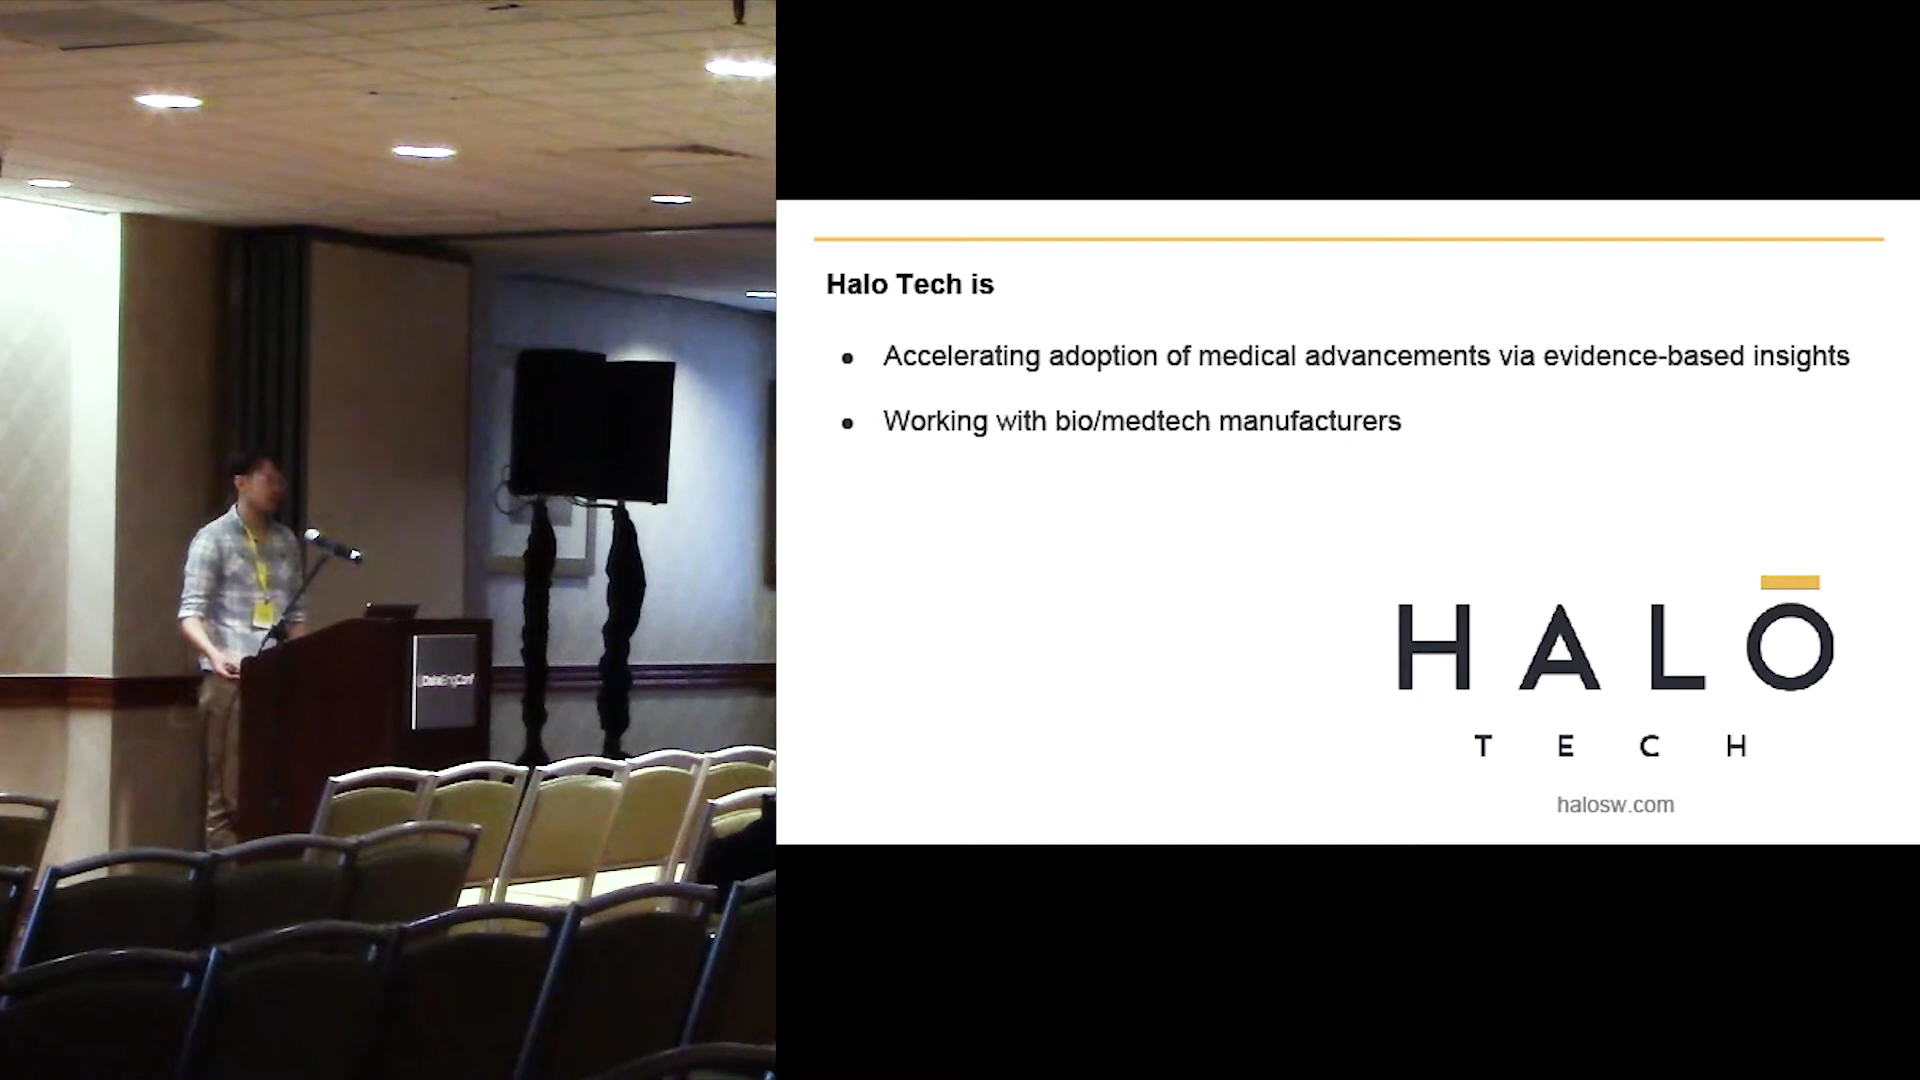 DataEngConf
Halo Tech is
● Accelerating adoption of medical advancements via evidence-based insights
● Working with bio/medtech manufacturers
HALO
TECH
halosw.com